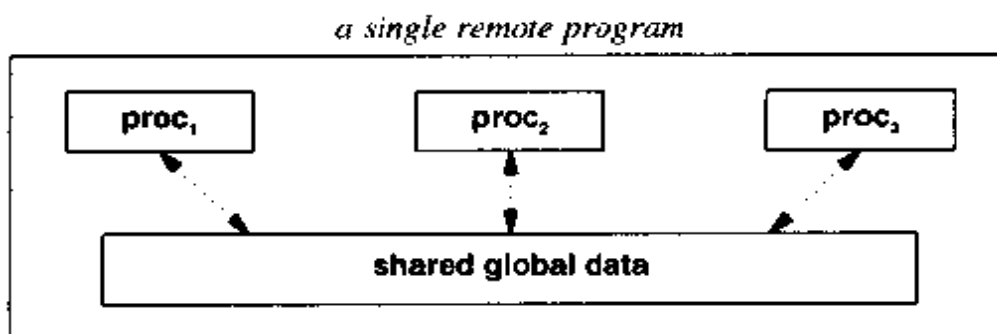 a single remote program
proc₁ proc₂ proc₃
shared global data